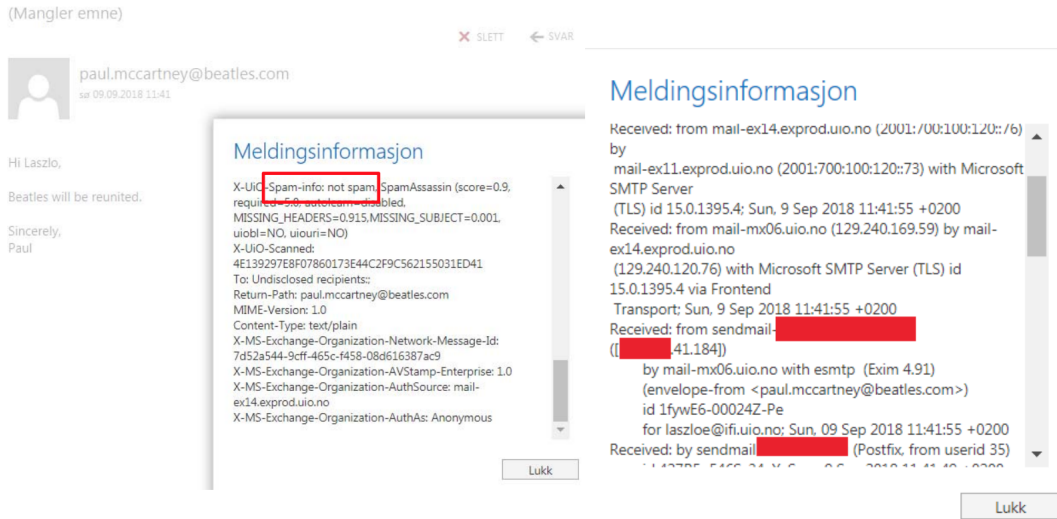 (Mangler emne)
SLETT
SVAR
paul.mccartney@beatles.com
sø 09.09.2018 11:41
Hi Laszlo,
Beatles will be reunited.
Sincerely,
Paul
Meldingsinformasjon
X-UiO-Spam-info: not spam, SpamAssassin (score=0.9,
required=5.0, autolearn=disabled,
MISSING_HEADERS=0.915,MISSING_SUBJECT=0.001,
uiobl=NO, uiouri=NO)
X-UiO-Scanned:
4E139297E8F07860173E44C2F9C562155031ED41
To: Undisclosed recipients:;
Return-Path: paul.mccartney@beatles.com
MIME-Version: 1.0
Content-Type: text/plain
X-MS-Exchange-Organization-Network-Message-Id:
7d52a544-9cff-465c-f458-08d616387ac9
X-MS-Exchange-Organization-AVStamp-Enterprise: 1.0
X-MS-Exchange-Organization-AuthSource: mail-
ex14.exprod.uio.no
X-MS-Exchange-Organization-AuthAs: Anonymous
Lukk
Meldingsinformasjon
Received: from mail-ex14.exprod.uio.no (2001:700:100:120::76)
by
mail-ex11.exprod.uio.no (2001:700:100:120::73) with Microsoft
SMTP Server
(TLS) id 15.0.1395.4; Sun, 9 Sep 2018 11:41:55 +0200
Received: from mail-mx06.uio.no (129.240.169.59) by mail-
ex14.exprod.uio.no
(129.240.120.76) with Microsoft SMTP Server (TLS) id
15.0.1395.4 via Frontend
Transport; Sun, 9 Sep 2018 11:41:55 +0200
Received: from sendmail-
([ .41.184])
by mail-mx06.uio.no with esmtp (Exim 4.91)
(envelope-from <paul.mccartney@beatles.com>)
id 1fywE6-00024Z-Pe
for laszloe@ifi.uio.no; Sun, 09 Sep 2018 11:41:55 +0200
Received: by sendmail (Postfix, from userid 35)
Lukk